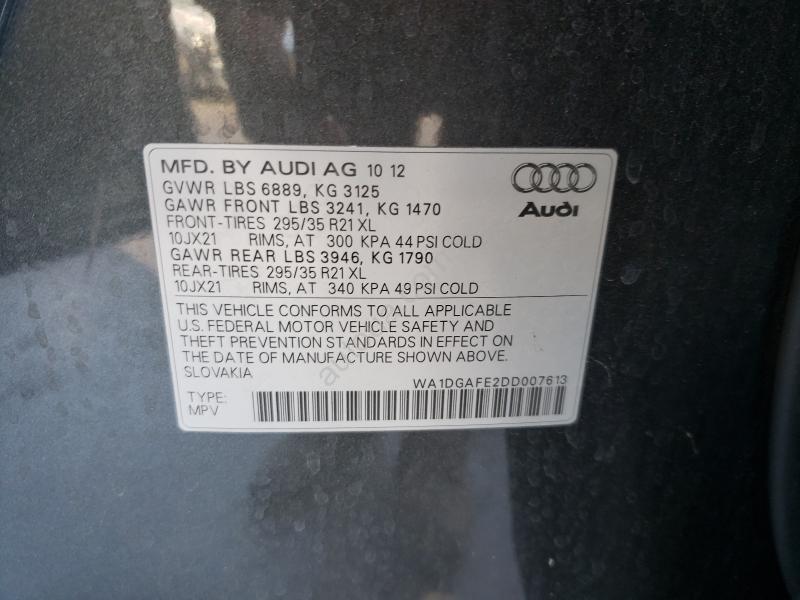 MFD. BY AUDI AG 10 12
GVWR LBS 6889, KG 3125
GAWR FRONT LBS 3241, KG 1470
FRONT-TIRES 295/35 R21 XL
10JX21 RIMS, AT 300 KPA 44 PSI COLD
GAWR REAR LBS 3946, KG 1790
REAR-TIRES 295/35 R21 XL
10JX21 RIMS, AT 340 KPA 49 PSI COLD
Audi
THIS VEHICLE CONFORMS TO ALL APPLICABLE
U.S. FEDERAL MOTOR VEHICLE SAFETY AND
THEFT PREVENTION STANDARDS IN EFFECT ON
THE DATE OF MANUFACTURE SHOWN ABOVE.
SLOVAKIA
WA1DGAFE2DD007613
TYPE:
MPV